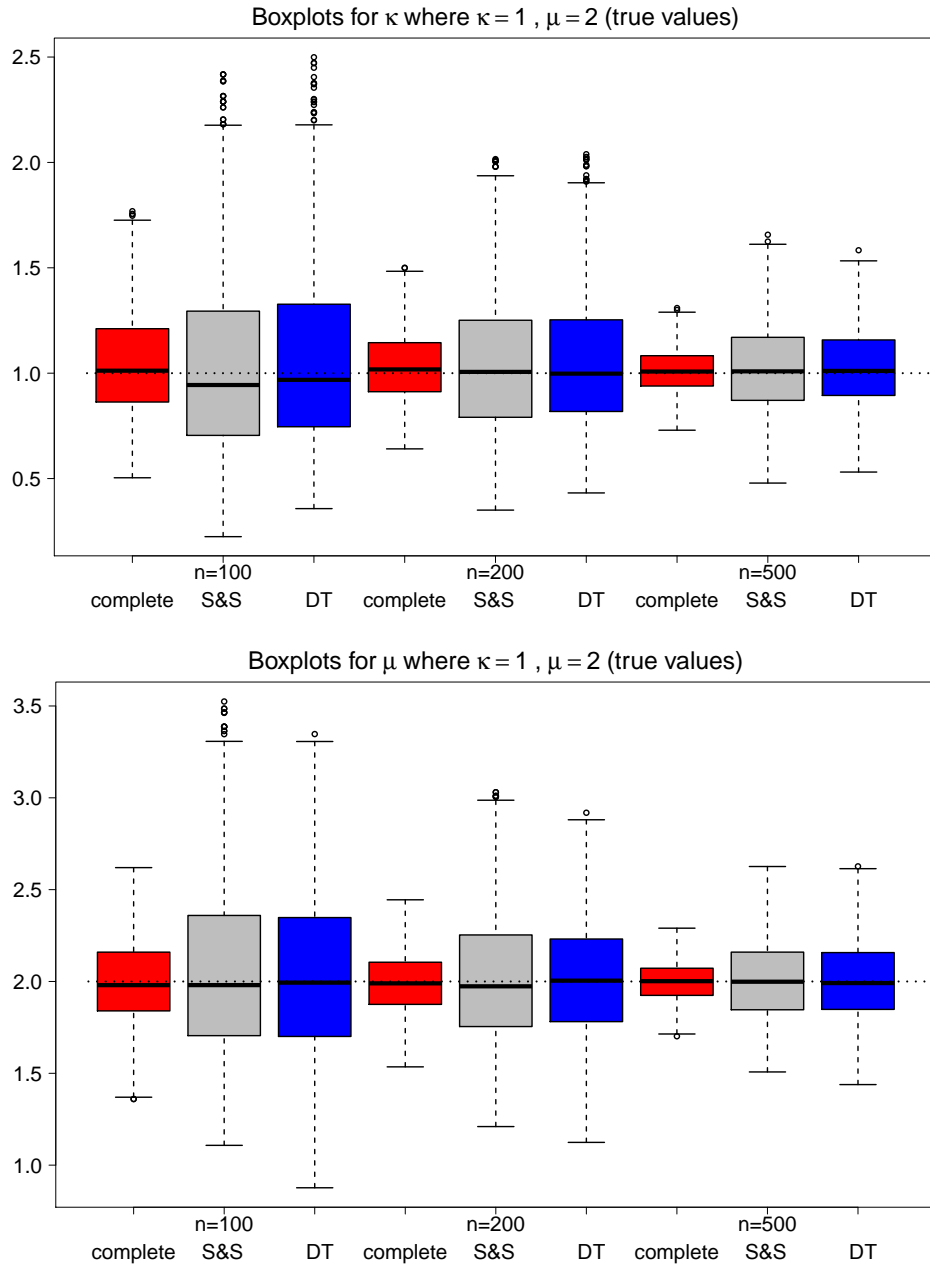 Boxplots for κ where κ = 1 , μ = 2 (true values)
2.5
2.0
1.5
1.0
0.5
n=100 n=200 n=500
complete S&S DT complete S&S DT complete S&S DT
Boxplots for μ where κ = 1 , μ = 2 (true values)
3.5
3.0
2.5
2.0
1.5
1.0
n=100 n=200 n=500
complete S&S DT complete S&S DT complete S&S DT